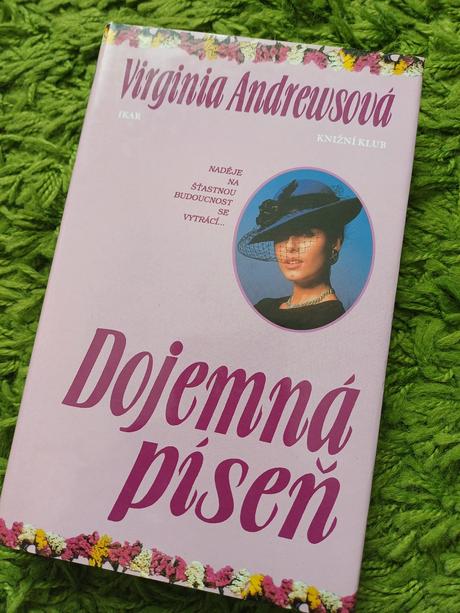 Virginia Andrewsová
IKAR
KNIŽNÍ KLUB
NADĚJE
NA
ŠŤASTNOU
BUDOUCNOST
SE
VYTRÁCÍ...
Dojemná
píseň